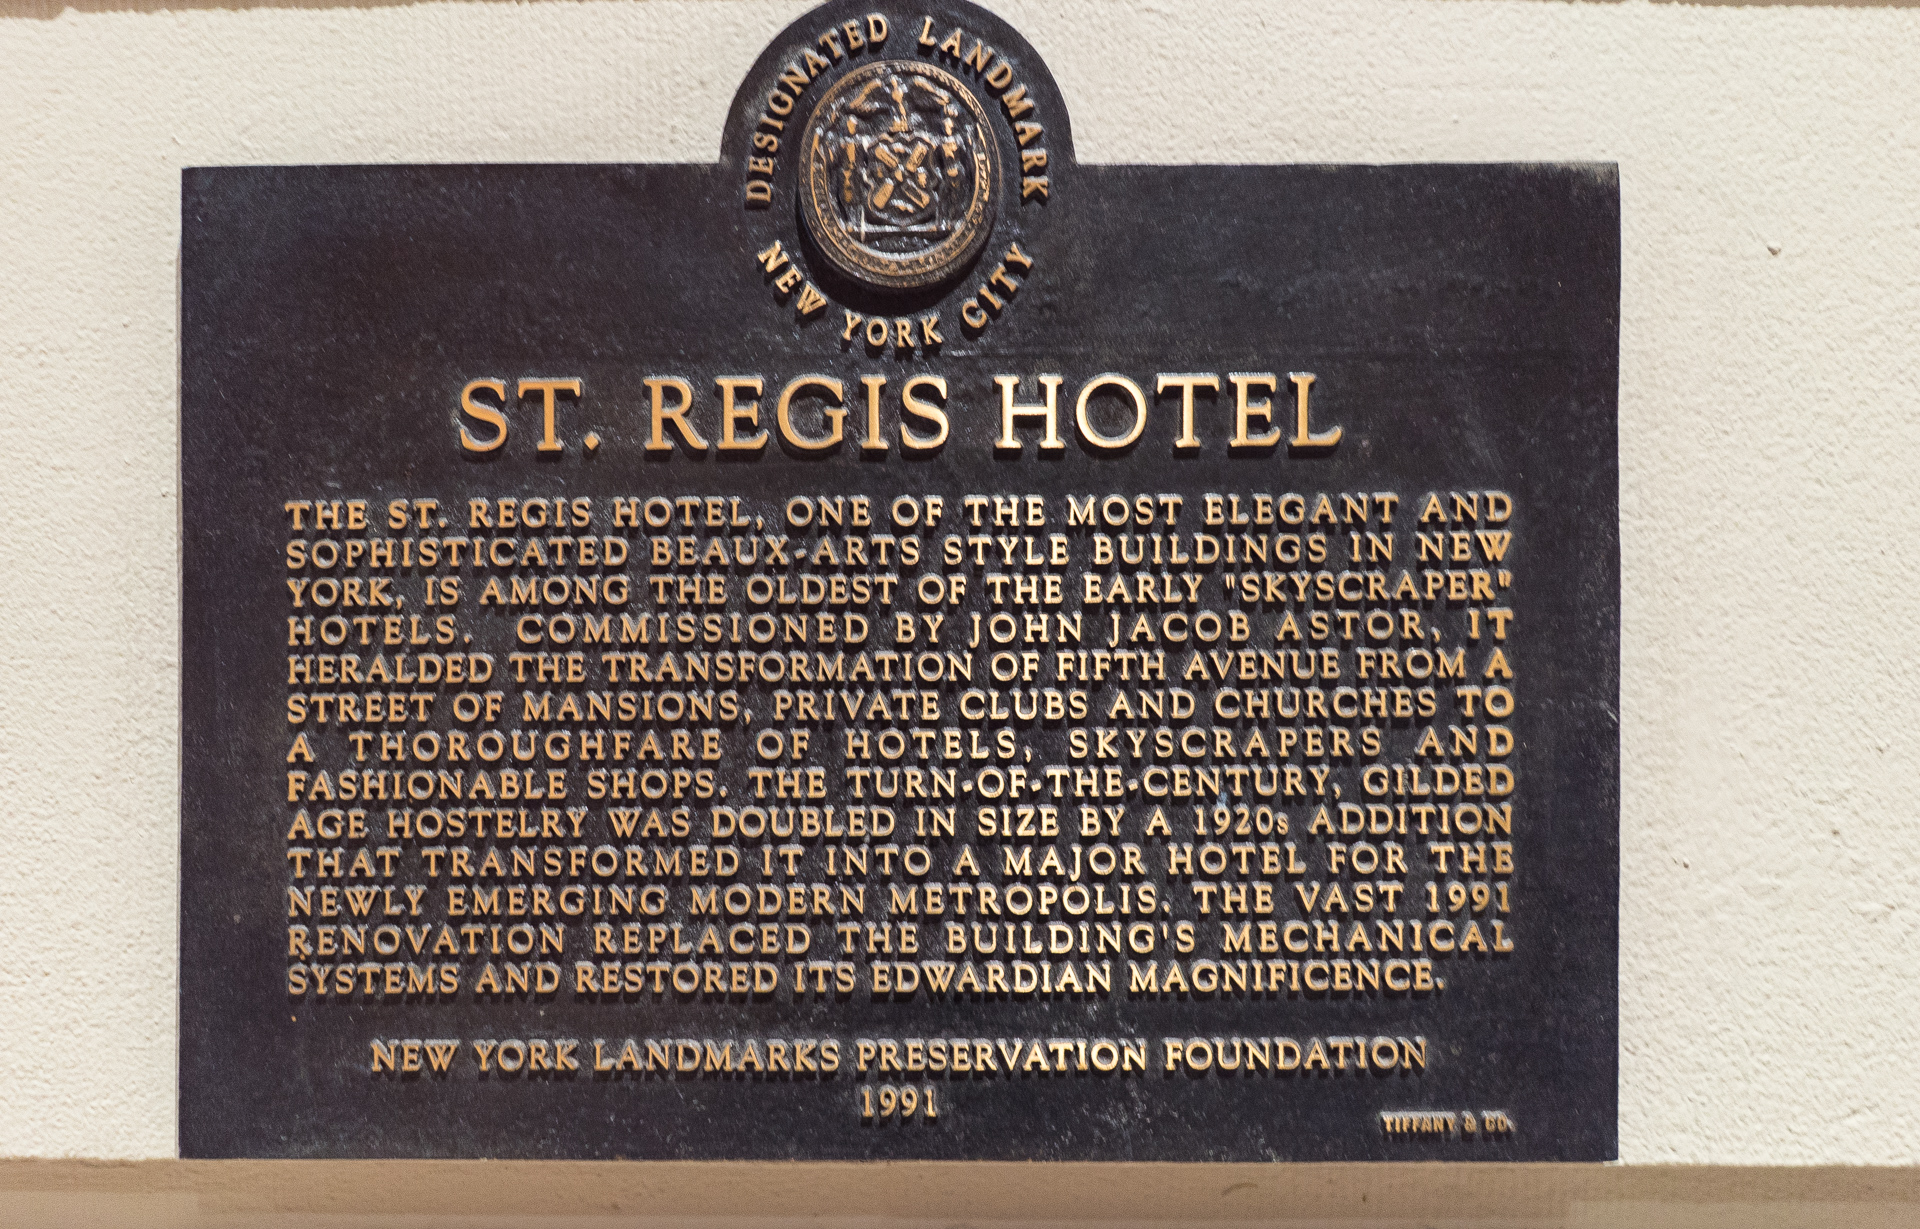 DESIGNATED LANDMARK
NEW YORK CITY
ST. REGIS HOTEL
THE ST. REGIS HOTEL, ONE OF THE MOST ELEGANT AND
SOPHISTICATED BEAUX-ARTS STYLE BUILDINGS IN NEW
YORK, IS AMONG THE OLDEST OF THE EARLY "SKYSCRAPER"
HOTELS. COMMISSIONED BY JOHN JACOB ASTOR, IT
HERALDED THE TRANSFORMATION OF FIFTH AVENUE FROM A
STREET OF MANSIONS, PRIVATE CLUBS AND CHURCHES TO
A THOROUGHFARE OF HOTELS, SKYSCRAPERS AND
FASHIONABLE SHOPS. THE TURN-OF-THE-CENTURY, GILDED
AGE HOSTELRY WAS DOUBLED IN SIZE BY A 1920s ADDITION
THAT TRANSFORMED IT INTO A MAJOR HOTEL FOR THE
NEWLY EMERGING MODERN METROPOLIS. THE VAST 1991
RENOVATION REPLACED THE BUILDING'S MECHANICAL
SYSTEMS AND RESTORED ITS EDWARDIAN MAGNIFICENCE.
NEW YORK LANDMARKS PRESERVATION FOUNDATION
1991
TIFFANY & CO.